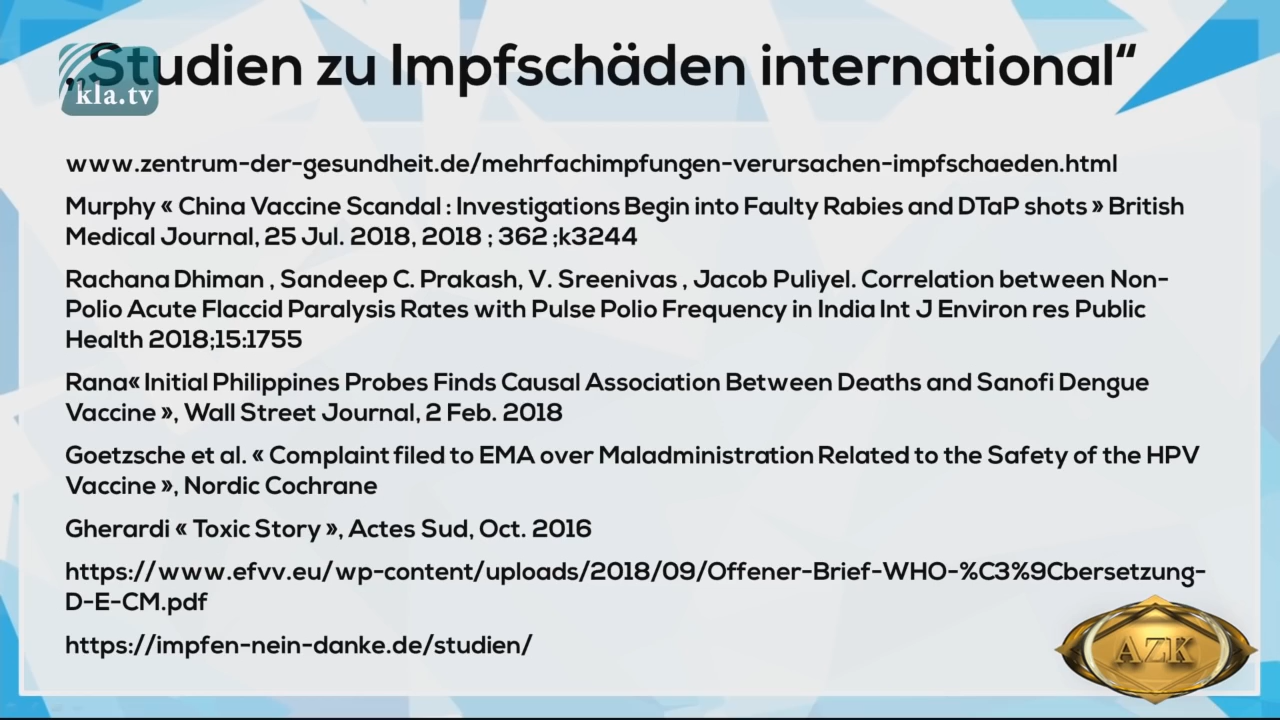 „Studien zu Impfschäden international“
kla.tv
www.zentrum-der-gesundheit.de/mehrfachimpfungen-verursachen-impfschaeden.html
Murphy « China Vaccine Scandal : Investigations Begin into Faulty Rabies and DTaP shots » British
Medical Journal, 25 Jul. 2018, 2018 ; 362 ;k3244
Rachana Dhiman , Sandeep C. Prakash, V. Sreenivas , Jacob Puliyel. Correlation between Non-
Polio Acute Flaccid Paralysis Rates with Pulse Polio Frequency in India Int J Environ res Public
Health 2018;15:1755
Rana« Initial Philippines Probes Finds Causal Association Between Deaths and Sanofi Dengue
Vaccine », Wall Street Journal, 2 Feb. 2018
Goetzsche et al. « Complaint filed to EMA over Maladministration Related to the Safety of the HPV
Vaccine », Nordic Cochrane
Gherardi « Toxic Story », Actes Sud, Oct. 2016
https://www.efvv.eu/wp-content/uploads/2018/09/Offener-Brief-WHO-%C3%9Cbersetzung-
D-E-CM.pdf
https://impfen-nein-danke.de/studien/
AZK